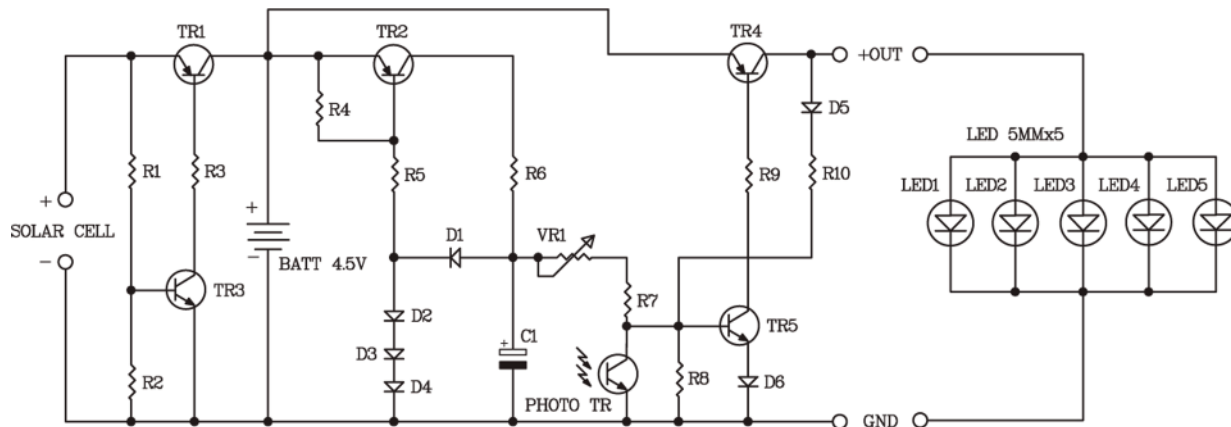 TR1
TR2
TR4
+OUT
D5
R4
LED 5MMx5
R1
R3
R5
R6
R9
R10
LED1
LED2
LED3
LED4
LED5
+
SOLAR CELL
-
+
-
BATT 4.5V
D1
VR1
TR3
R7
D2
TR5
+
C1
D3
R2
D4
PHOTO TR
R8
D6
GND